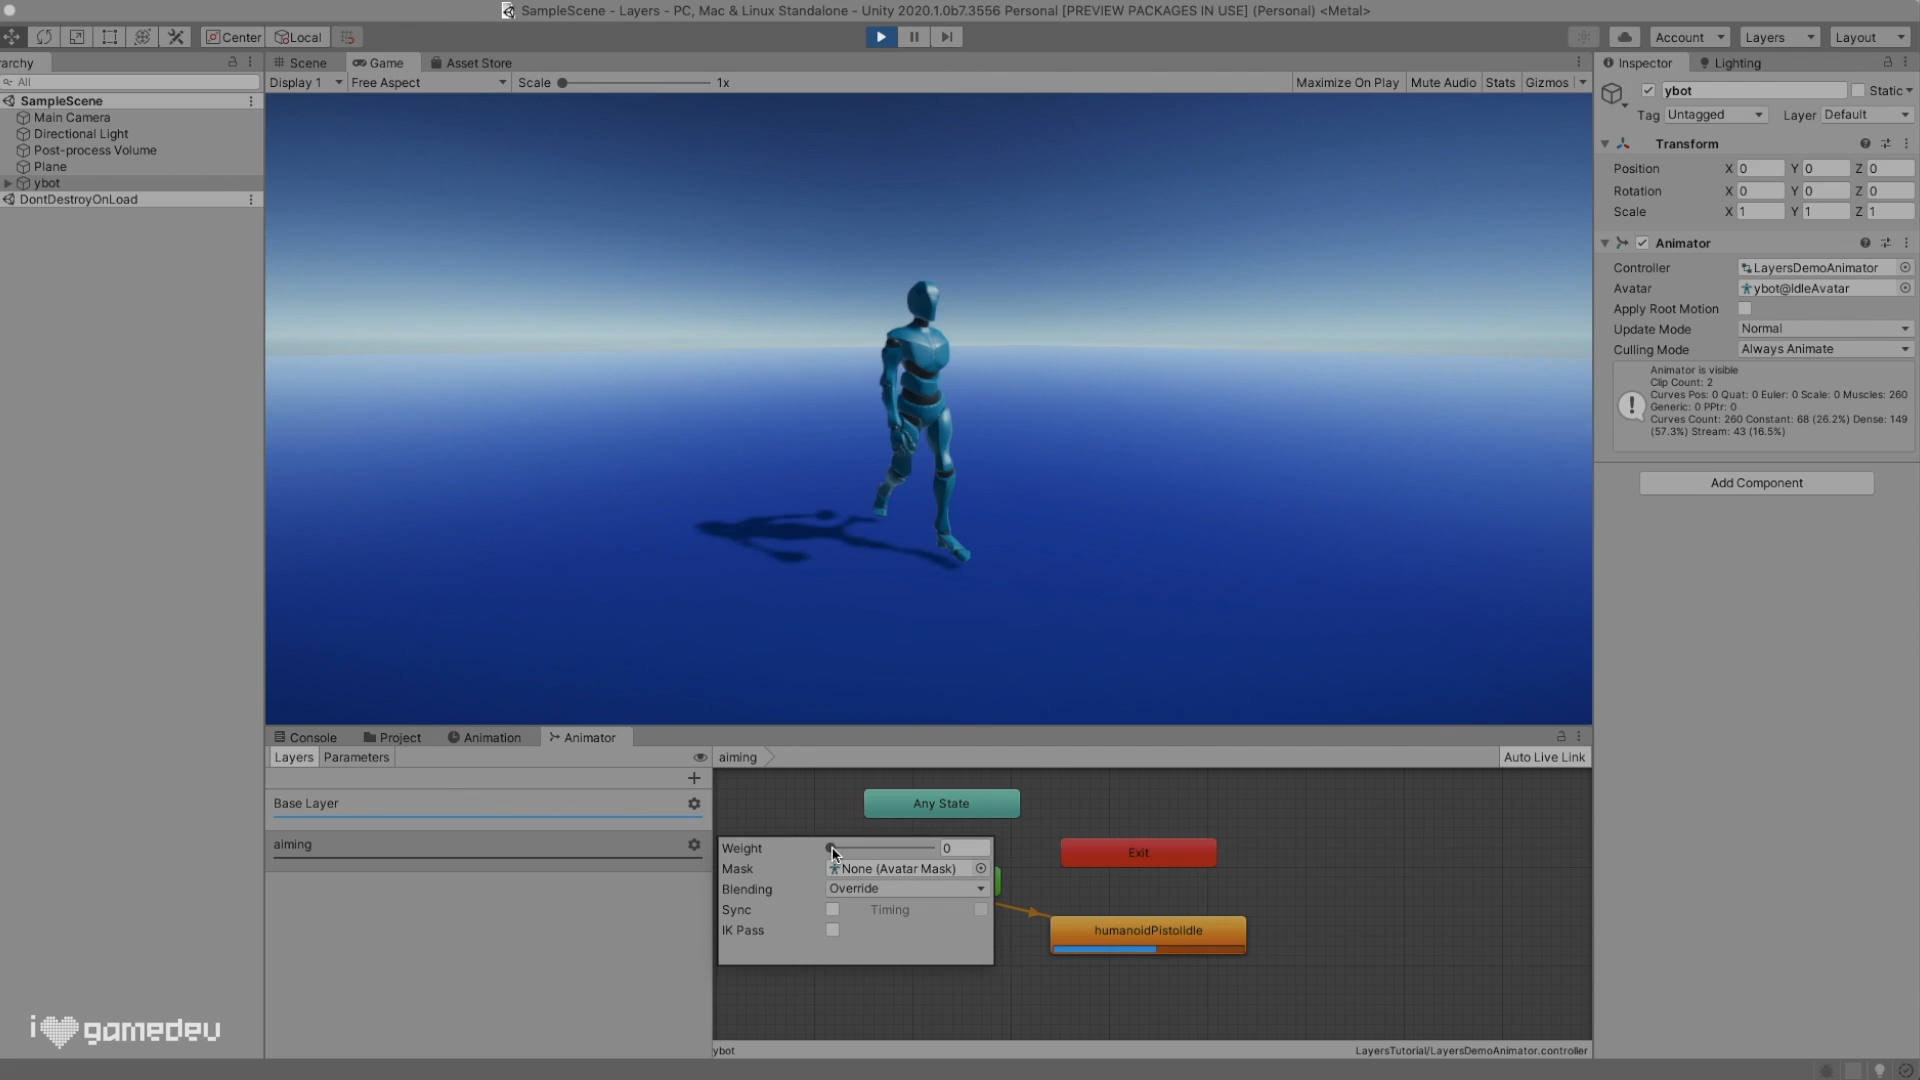 SampleScene - Layers - PC, Mac & Linux Standalone - Unity 2020.1.0b7.3556 Personal [PREVIEW PACKAGES IN USE] (Personal) <Metal>
Center Local Account Layers Layout
rarchy
All
SampleScene
Main Camera
Directional Light
Post-process Volume
Plane
ybot
DontDestroyOnLoad
Scene Game Asset Store
Display 1 Free Aspect Scale 1x Maximize On Play Mute Audio Stats Gizmos
Inspector Lighting
ybot Static
Tag Untagged Layer Default
Transform
Position X 0 Y 0 Z 0
Rotation X 0 Y 0 Z 0
Scale X 1 Y 1 Z 1
Animator
Controller LayersDemoAnimator
Avatar ybot@IdleAvatar
Apply Root Motion
Update Mode Normal
Culling Mode Always Animate
Animator is visible
Clip Count: 2
Curves Pos: 0 Quat: 0 Euler: 0 Scale: 0 Muscles: 260
Generic: 0 PPtr: 0
Curves Count: 260 Constant: 68 (26.2%) Dense: 149
(57.3%) Stream: 43 (16.5%)
Add Component
Console Project Animation Animator
Layers Parameters aiming Auto Live Link
Base Layer
aiming
Any State
Exit
humanoidPistolIdle
Weight 0
Mask None (Avatar Mask)
Blending Override
Sync Timing
IK Pass
ybot LayersTutorial/LayersDemoAnimator.controller
i gamedev